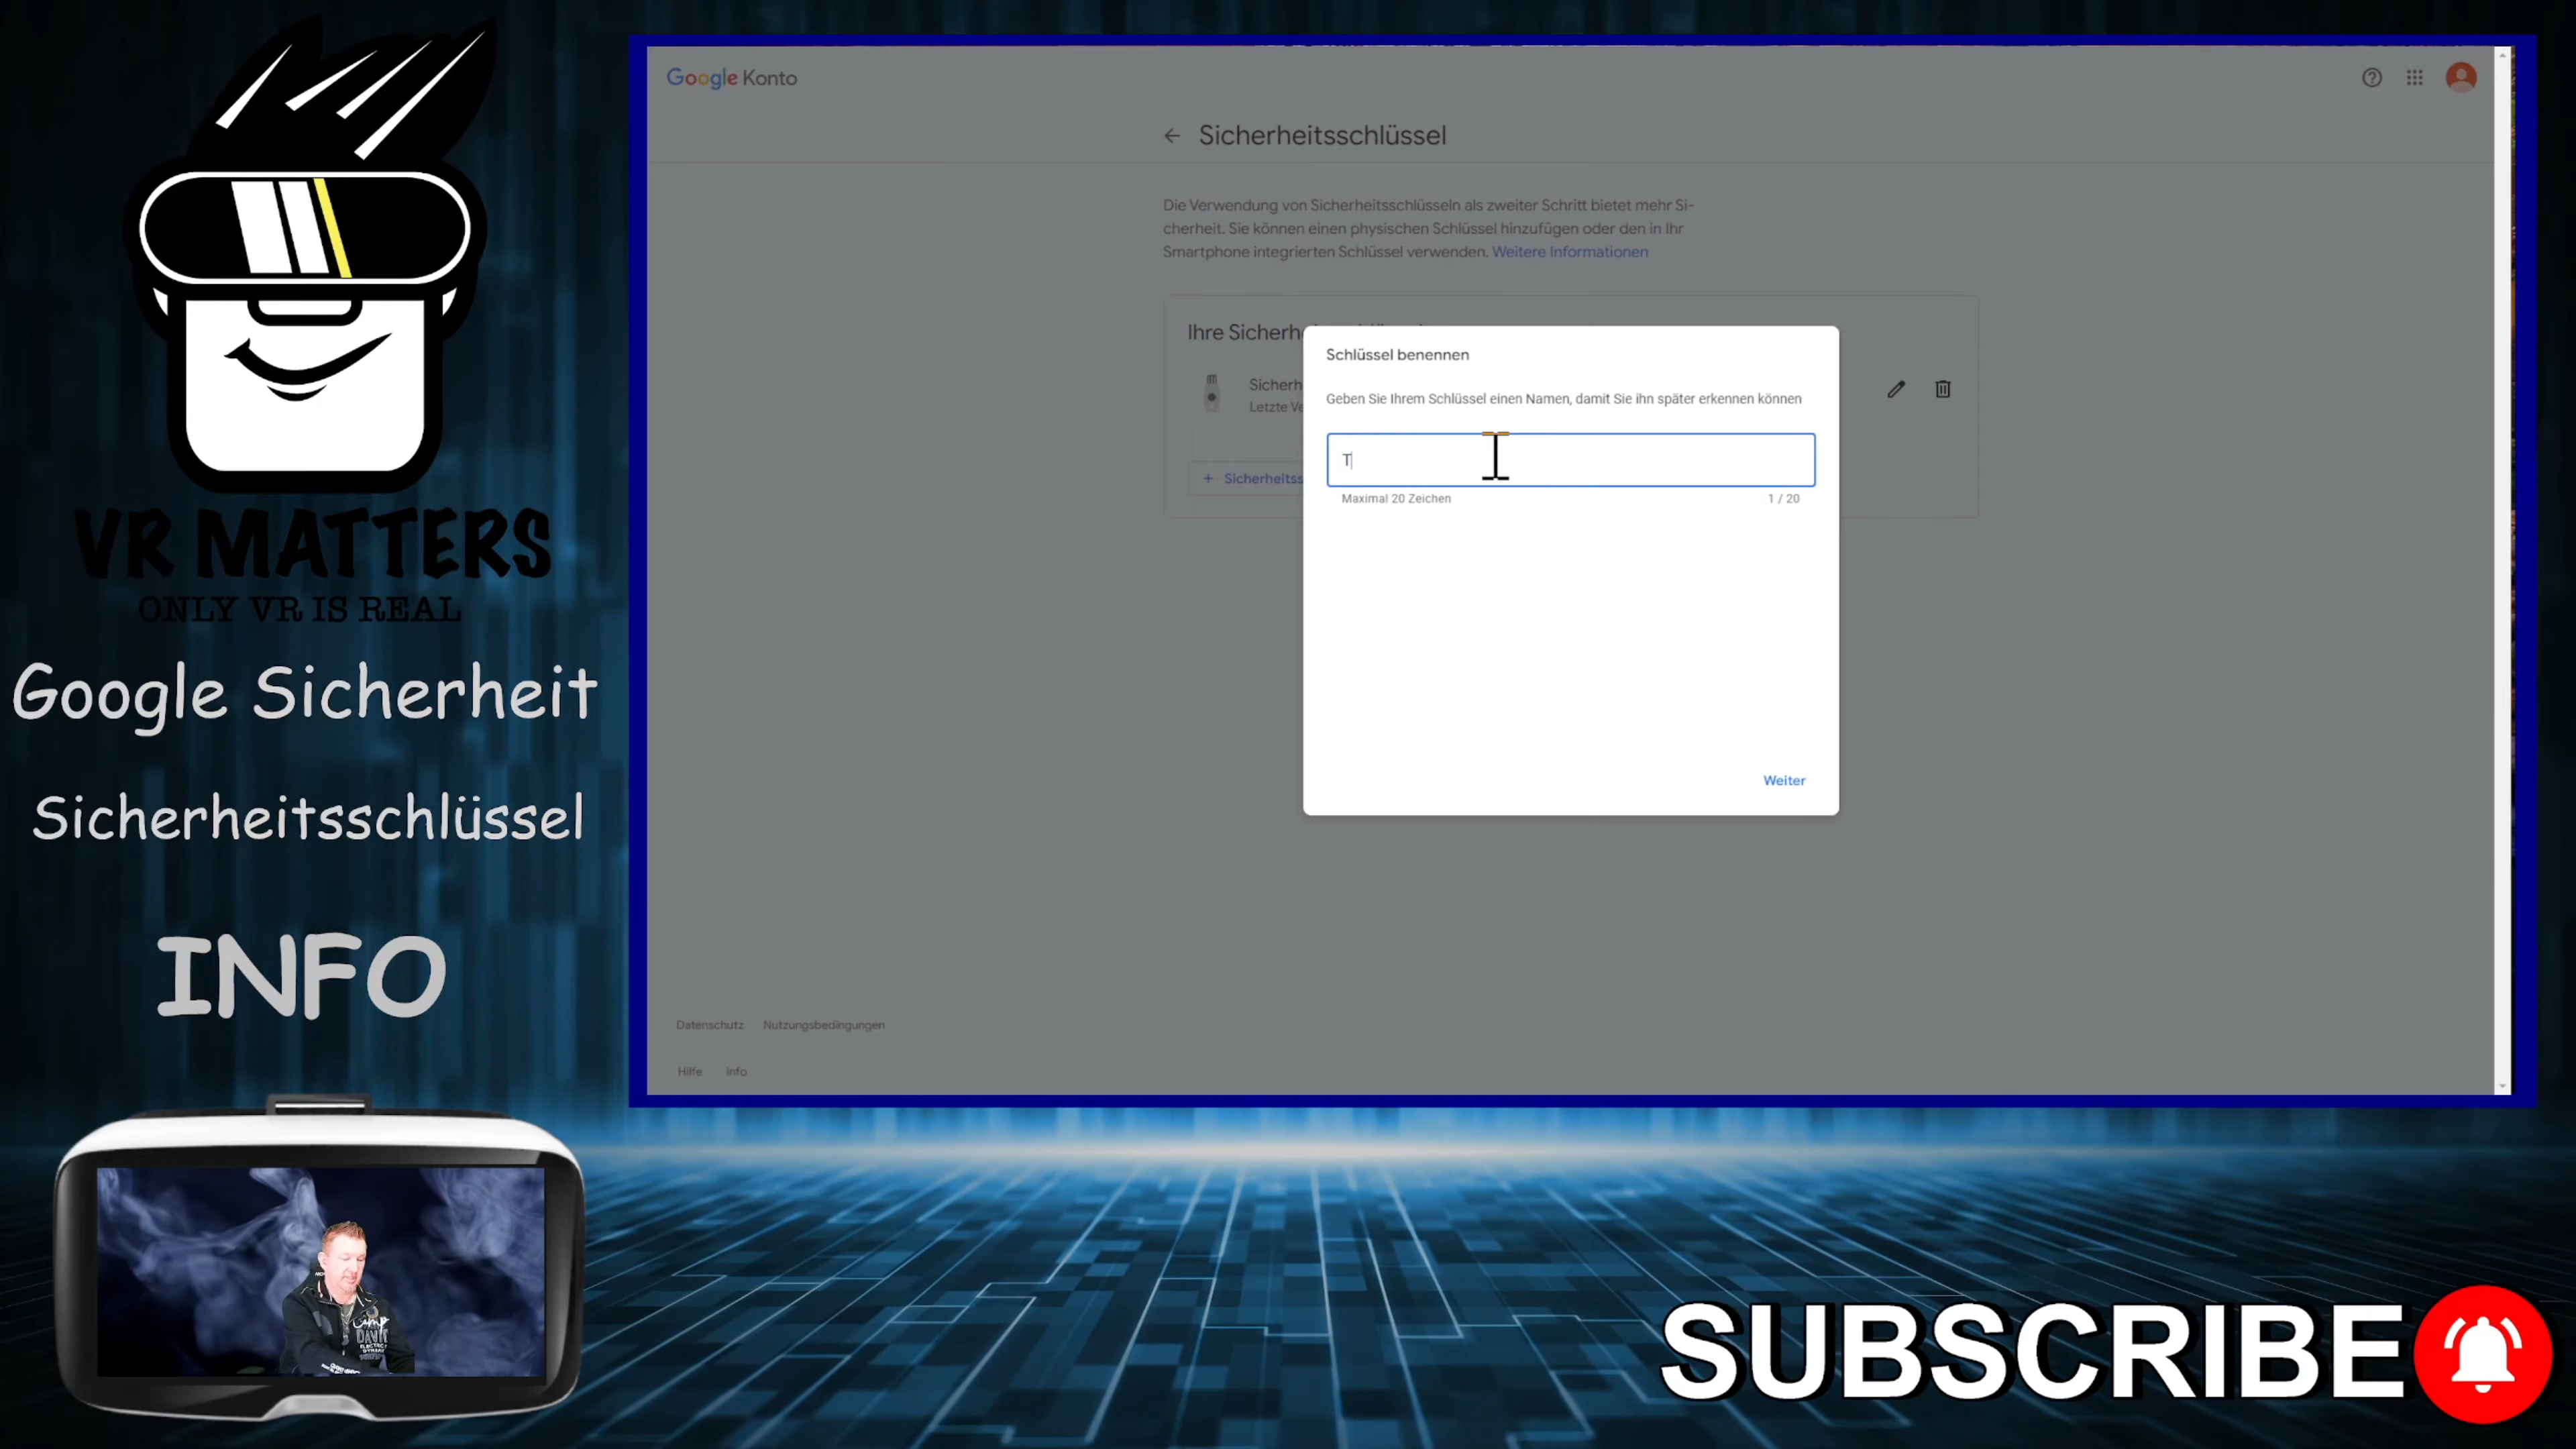 VR MATTERS
ONLY VR IS REAL
Google Sicherheit
Sicherheitsschlüssel
INFO
Google Konto
Sicherheitsschlüssel
Die Verwendung von Sicherheitsschlüsseln als zweiter Schritt bietet mehr Si-
cherheit. Sie können einen physischen Schlüssel hinzufügen oder den in Ihr
Smartphone integrierten Schlüssel verwenden. Weitere Informationen
Ihre Sicherh
Sicherh
Letzte Ve
+ Sicherheitss
Schlüssel benennen
Geben Sie Ihrem Schlüssel einen Namen, damit Sie ihn später erkennen können
T
Maximal 20 Zeichen 1 / 20
Weiter
Datenschutz Nutzungsbedingungen
Hilfe Info
CAMP
DAVID
SUBSCRIBE